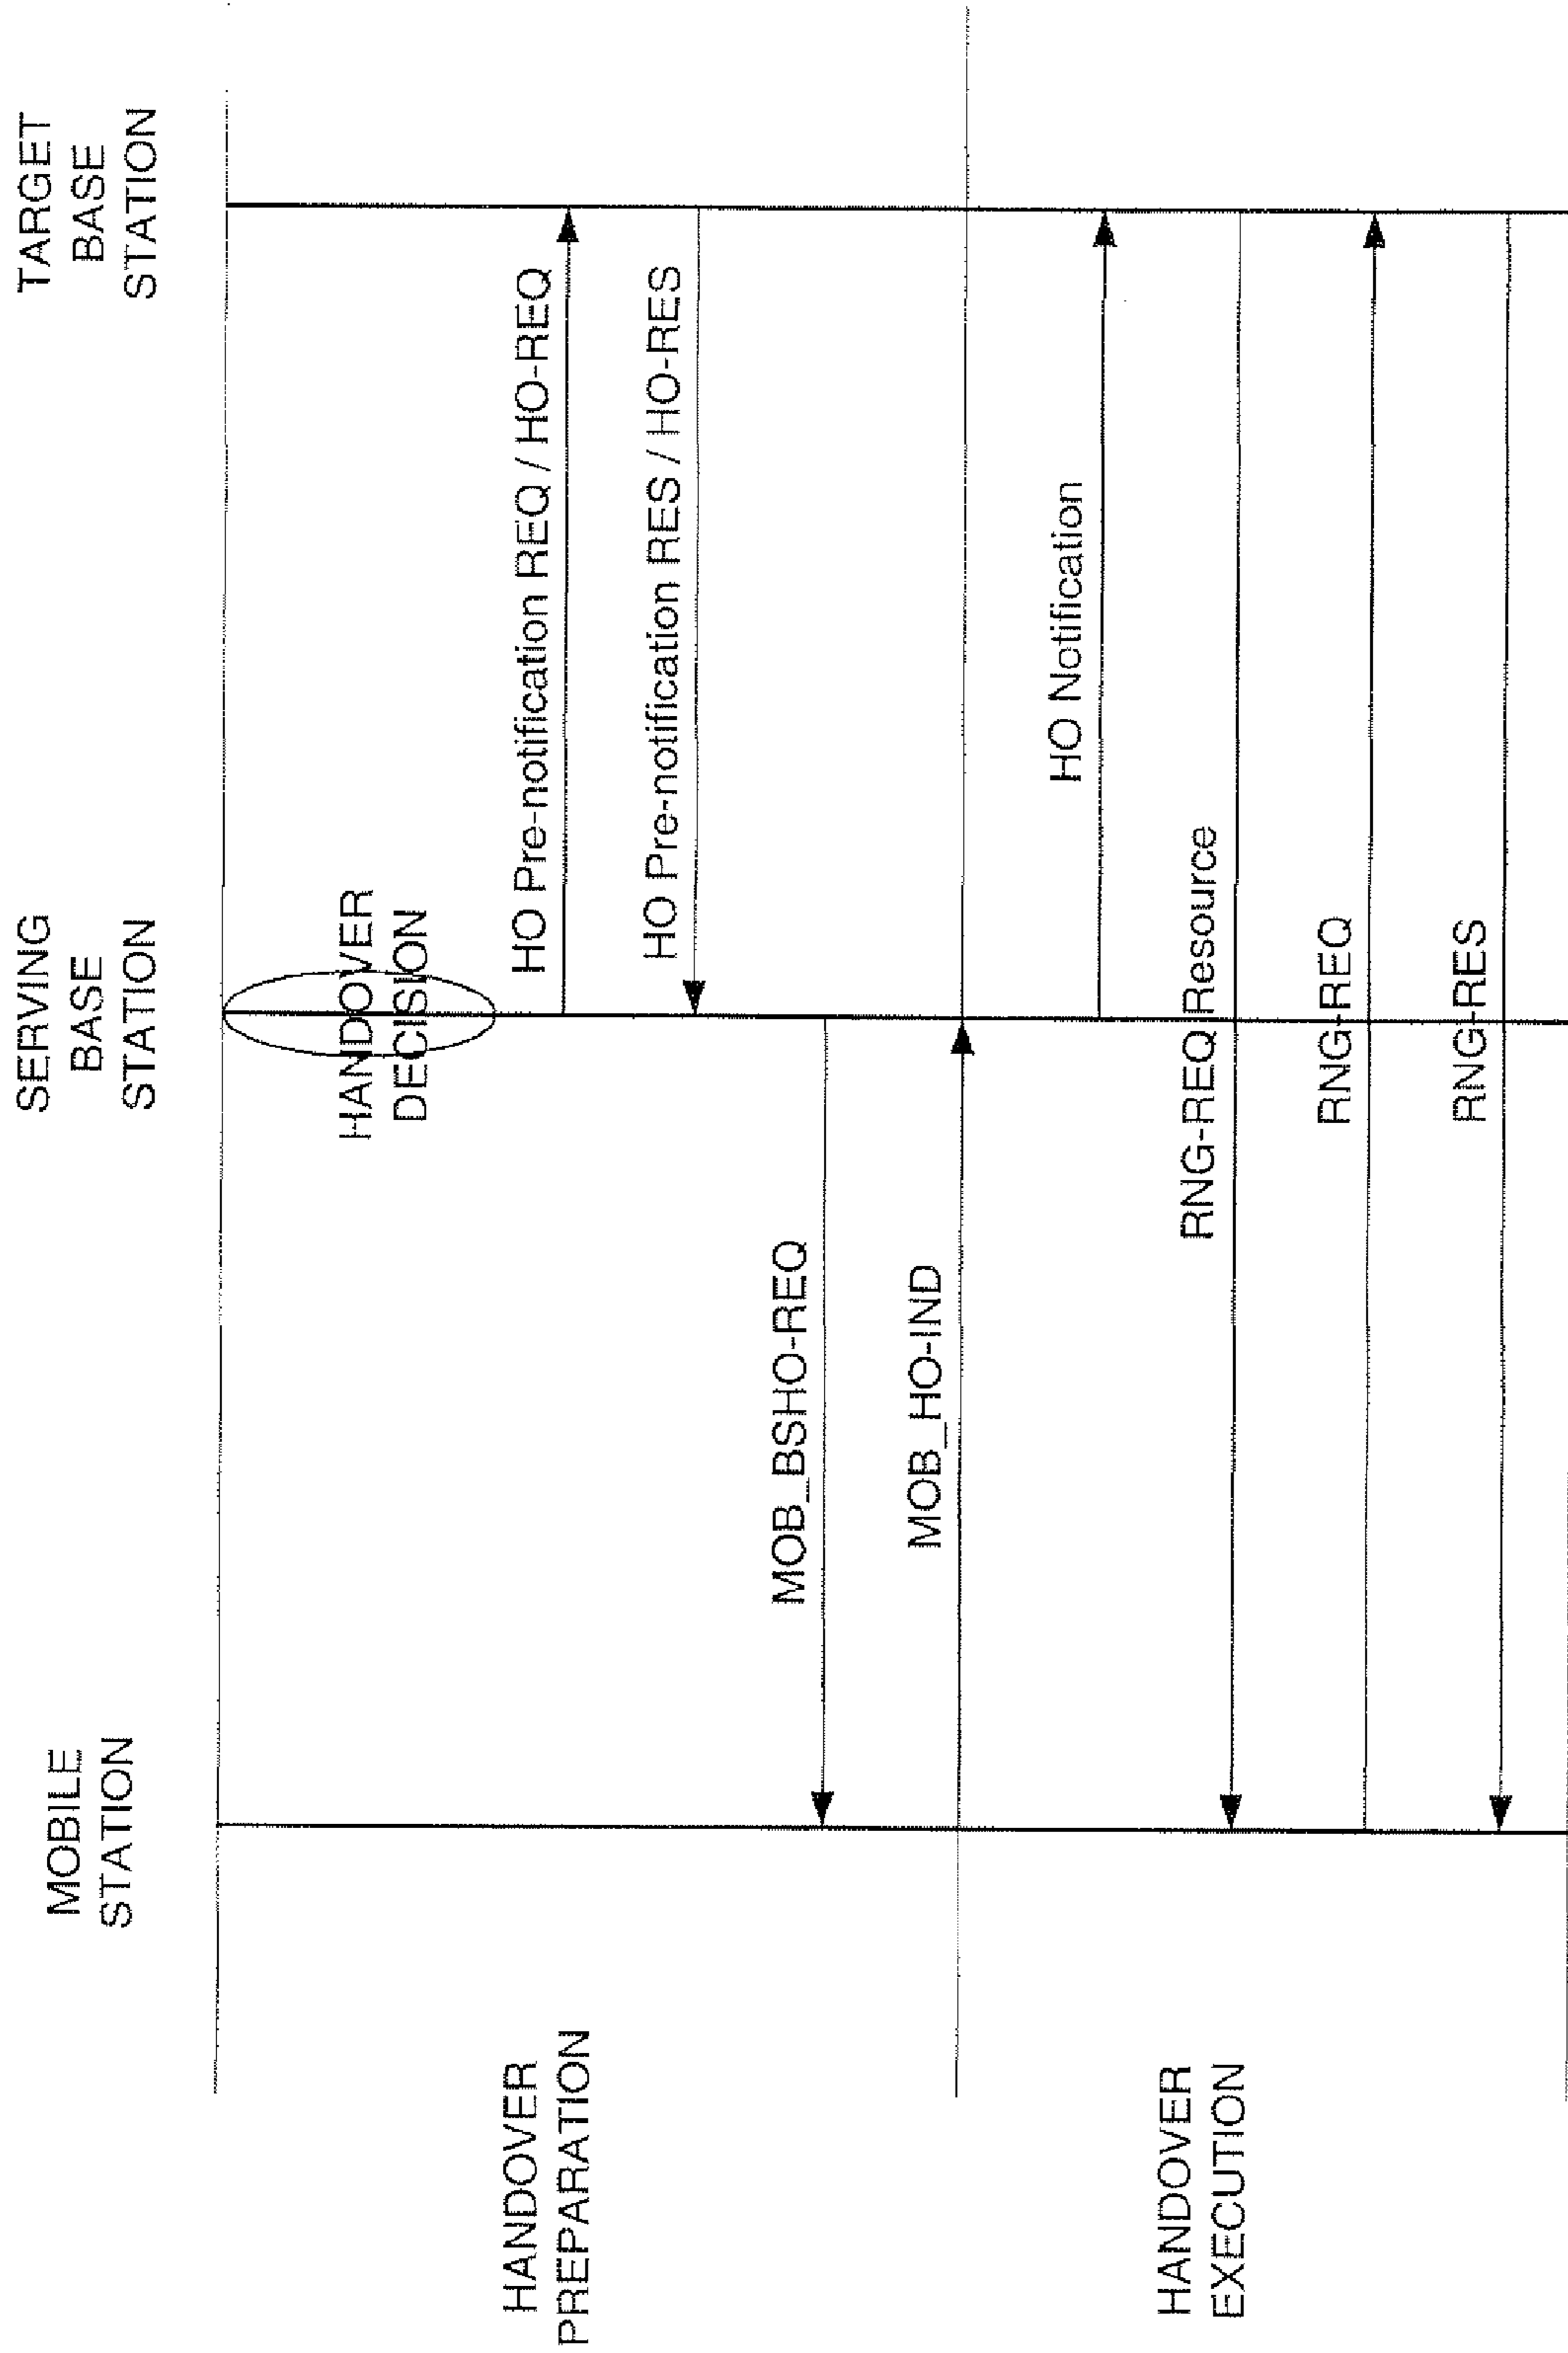 MOBILE
STATION
SERVING
BASE
STATION
TARGET
BASE
STATION
HANDOVER
PREPARATION
HANDOVER
DECISION
HO Pre-notification REQ / HO-REQ
HO Pre-notification RES / HO-RES
MOB_BSHO-REQ
MOB_HO-IND
HANDOVER
EXECUTION
HO Notification
RNG-REQ Resource
RNG-REQ
RNG-RES